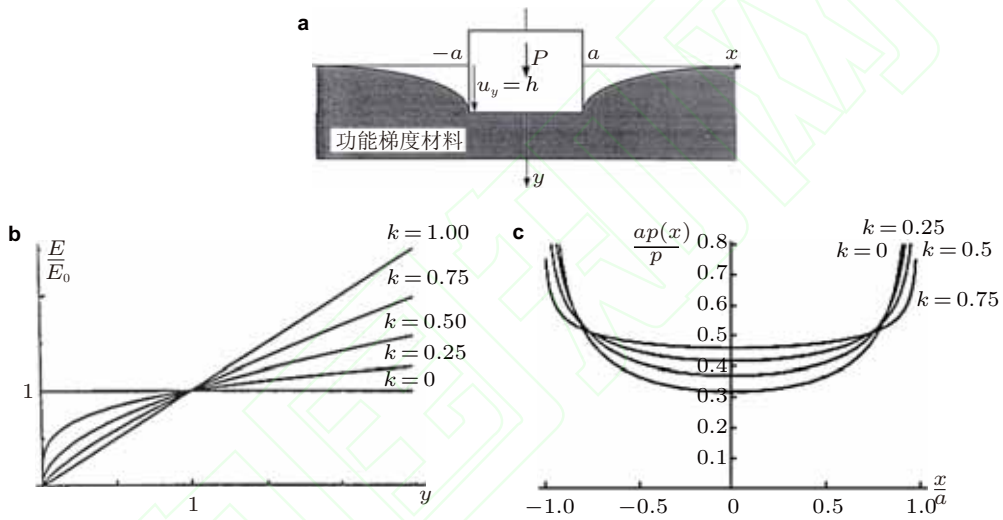 a
−a
a
x
P
u_y = h
功能梯度材料
y
b
E/E₀
k = 1.00
k = 0.75
k = 0.50
k = 0.25
k = 0
1
1
y
c
ap(x)/p
k = 0.25
k = 0
k = 0.5
k = 0.75
0.8
0.7
0.6
0.5
0.4
0.3
0.2
0.1
−1.0
−0.5
0
0.5
1.0
x/a